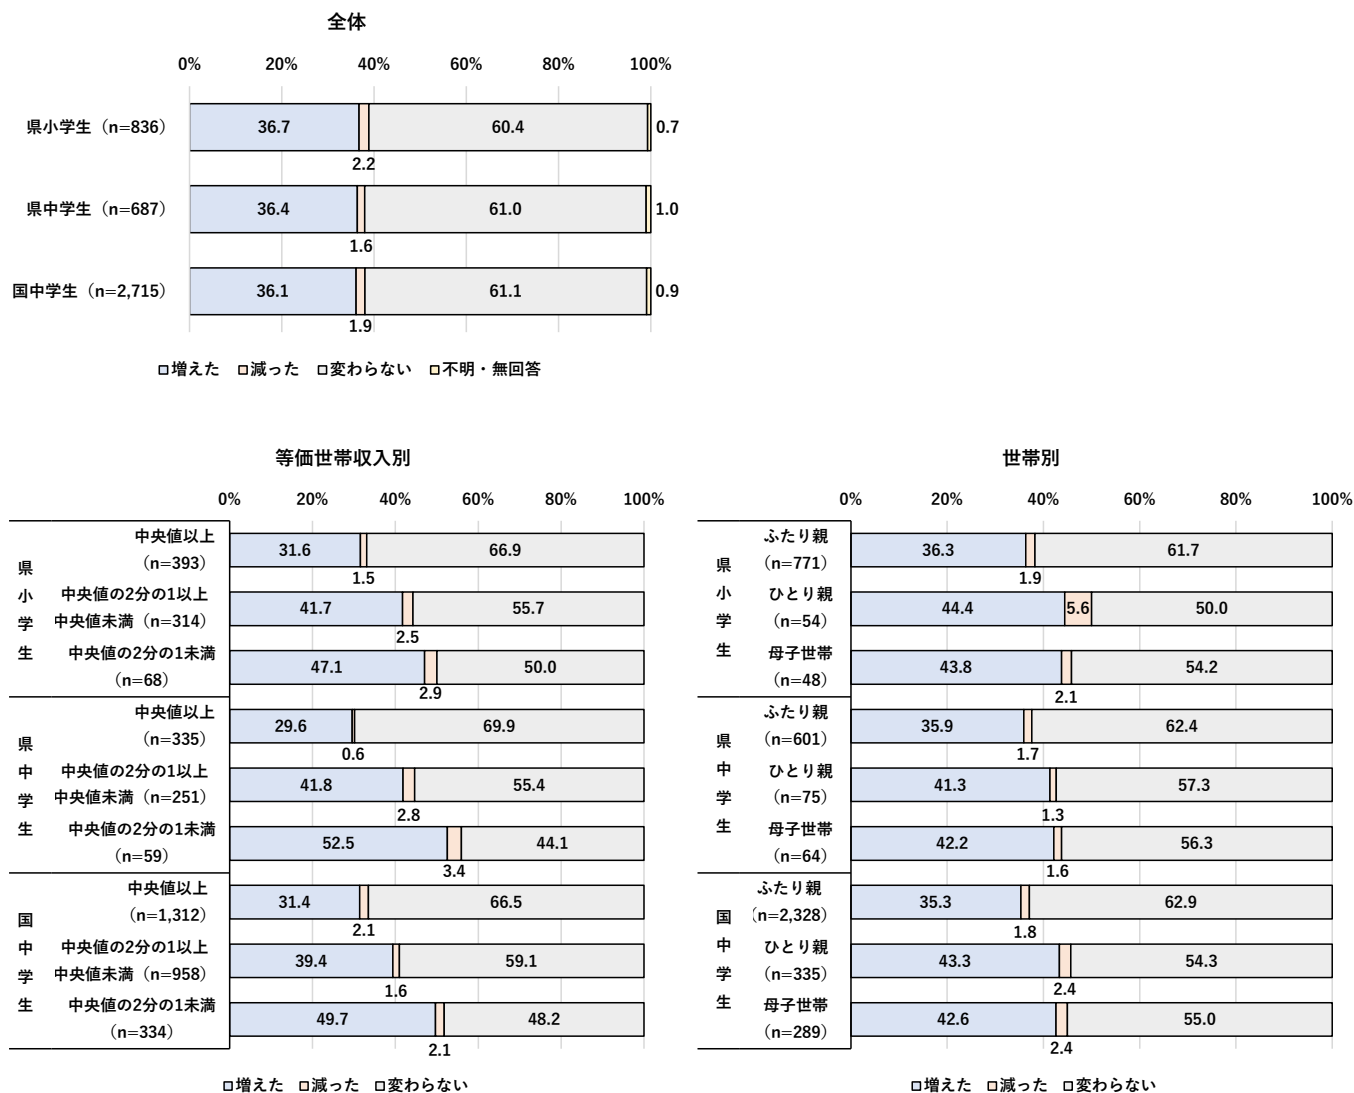 全体
0% 20% 40% 60% 80% 100%
県小学生（n=836） 36.7 60.4 0.7
2.2
県中学生（n=687） 36.4 61.0 1.0
1.6
国中学生（n=2,715） 36.1 61.1 0.9
1.9
増えた 減った 変わらない 不明・無回答
等価世帯収入別
0% 20% 40% 60% 80% 100%
県小学生
中央値以上
（n=393）
31.6 66.9
1.5
中央値の2分の1以上
中央値未満（n=314）
41.7 55.7
2.5
中央値の2分の1未満
（n=68）
47.1 50.0
2.9
県中学生
中央値以上
（n=335）
29.6 69.9
0.6
中央値の2分の1以上
中央値未満（n=251）
41.8 55.4
2.8
中央値の2分の1未満
（n=59）
52.5 44.1
3.4
国中学生
中央値以上
（n=1,312）
31.4 66.5
2.1
中央値の2分の1以上
中央値未満（n=958）
39.4 59.1
1.6
中央値の2分の1未満
（n=334）
49.7 48.2
2.1
増えた 減った 変わらない
世帯別
0% 20% 40% 60% 80% 100%
県小学生
ふたり親
（n=771）
36.3 61.7
1.9
ひとり親
（n=54）
44.4 5.6 50.0
母子世帯
（n=48）
43.8 54.2
2.1
県中学生
ふたり親
（n=601）
35.9 62.4
1.7
ひとり親
（n=75）
41.3 57.3
1.3
母子世帯
（n=64）
42.2 56.3
1.6
国中学生
ふたり親
（n=2,328）
35.3 62.9
1.8
ひとり親
（n=335）
43.3 54.3
2.4
母子世帯
（n=289）
42.6 55.0
2.4
増えた 減った 変わらない